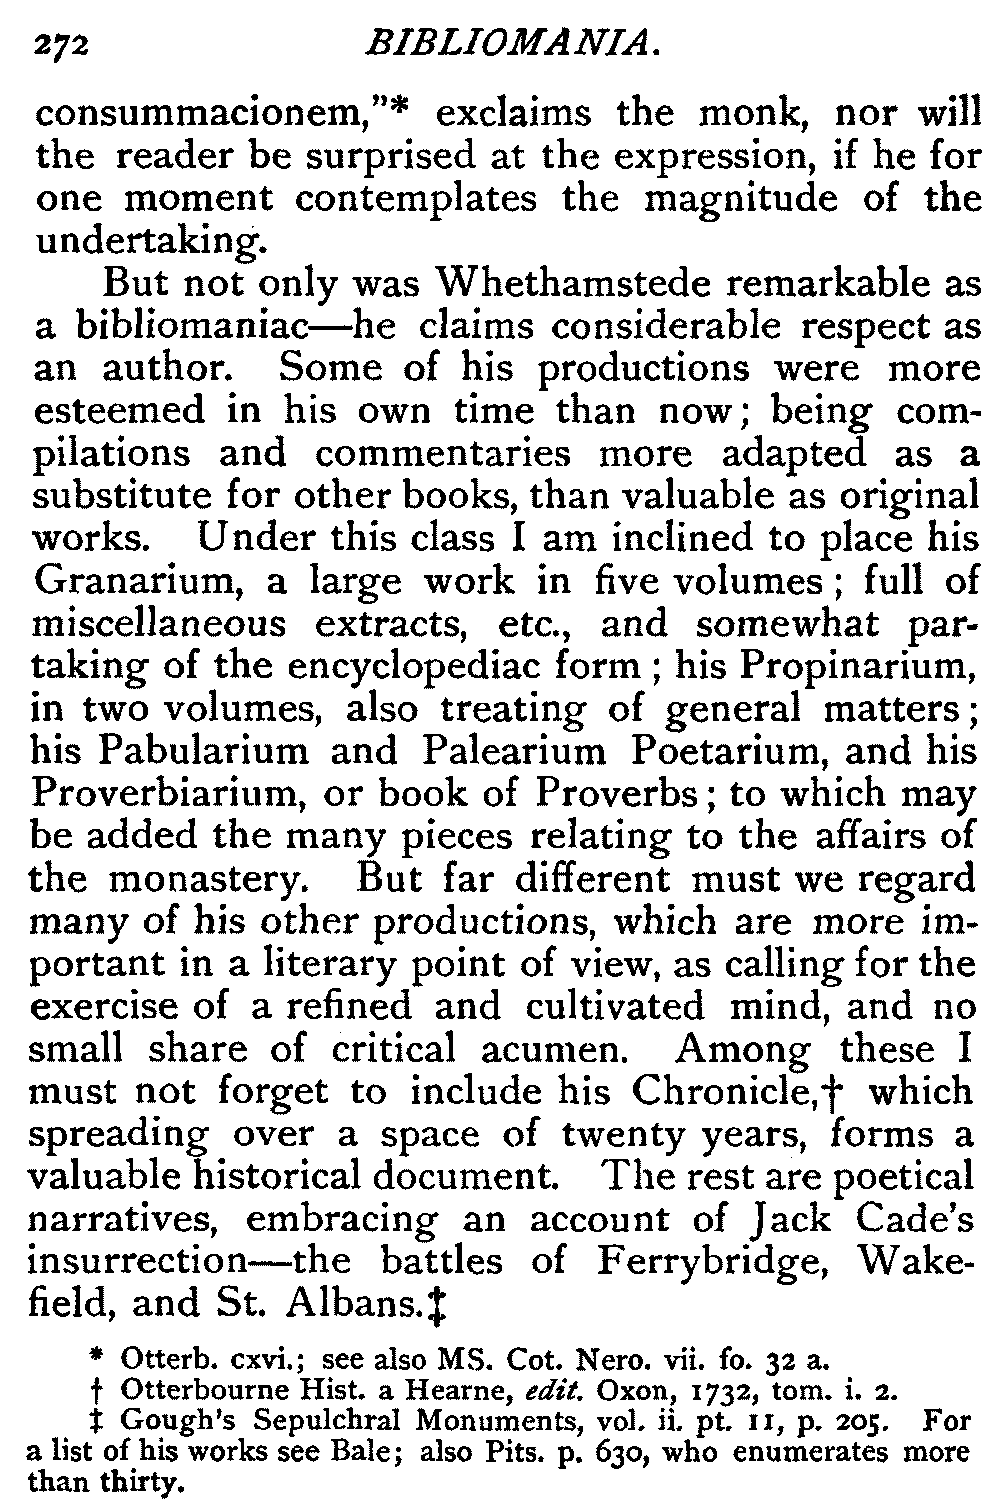 272 BIBLIOMANIA.
consummacionem,”* exclaims the monk, nor will
the reader be surprised at the expression, if he for
one moment contemplates the magnitude of the
undertaking.
But not only was Whethamstede remarkable as
a bibliomaniac—he claims considerable respect as
an author. Some of his productions were more
esteemed in his own time than now; being com-
pilations and commentaries more adapted as a
substitute for other books, than valuable as original
works. Under this class I am inclined to place his
Granarium, a large work in five volumes; full of
miscellaneous extracts, etc., and somewhat par-
taking of the encyclopediac form; his Propinarium,
in two volumes, also treating of general matters;
his Pabularium and Palearium Poetarium, and his
Proverbiarium, or book of Proverbs; to which may
be added the many pieces relating to the affairs of
the monastery. But far different must we regard
many of his other productions, which are more im-
portant in a literary point of view, as calling for the
exercise of a refined and cultivated mind, and no
small share of critical acumen. Among these I
must not forget to include his Chronicle,† which
spreading over a space of twenty years, forms a
valuable historical document. The rest are poetical
narratives, embracing an account of Jack Cade's
insurrection—the battles of Ferrybridge, Wake-
field, and St. Albans.‡
* Otterb. cxvi.; see also MS. Cot. Nero. vii. fo. 32 a.
† Otterbourne Hist. a Hearne, edit. Oxon, 1732, tom. i. 2.
‡ Gough's Sepulchral Monuments, vol. ii. pt. 11, p. 205. For
a list of his works see Bale; also Pits. p. 630, who enumerates more
than thirty.